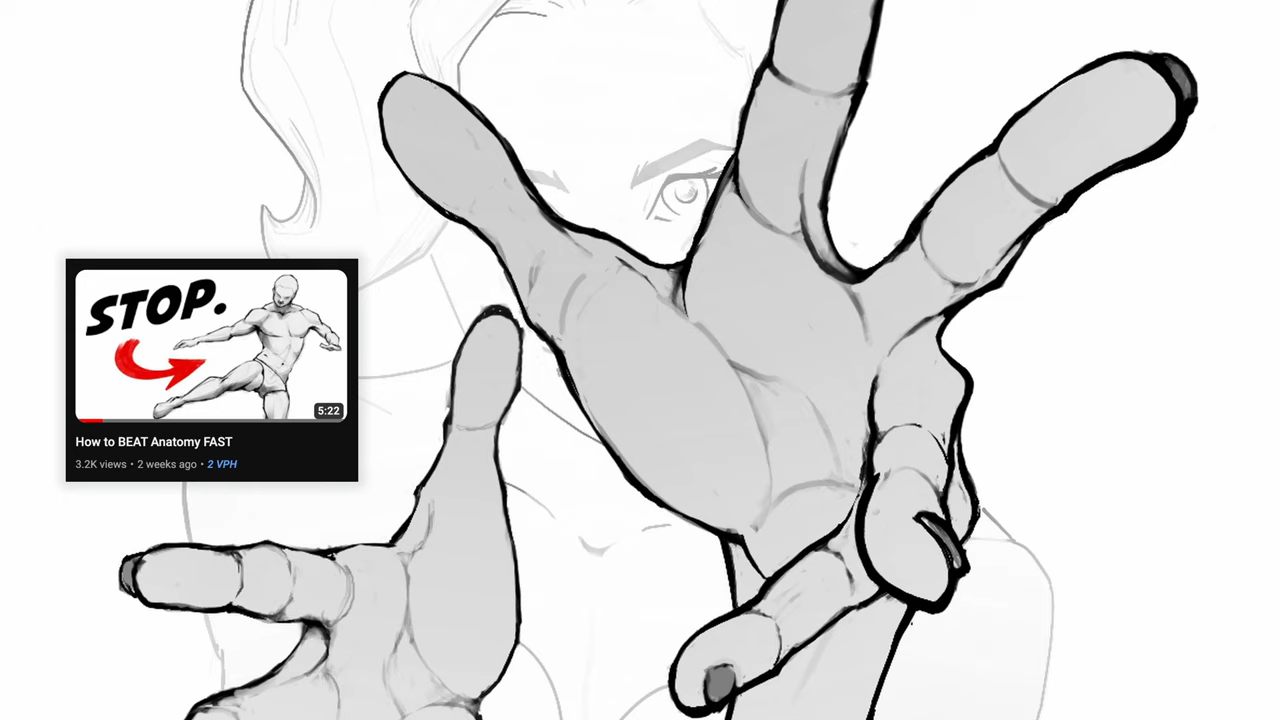 STOP.
5:22
How to BEAT Anatomy FAST
3.2K views • 2 weeks ago • 2 VPH